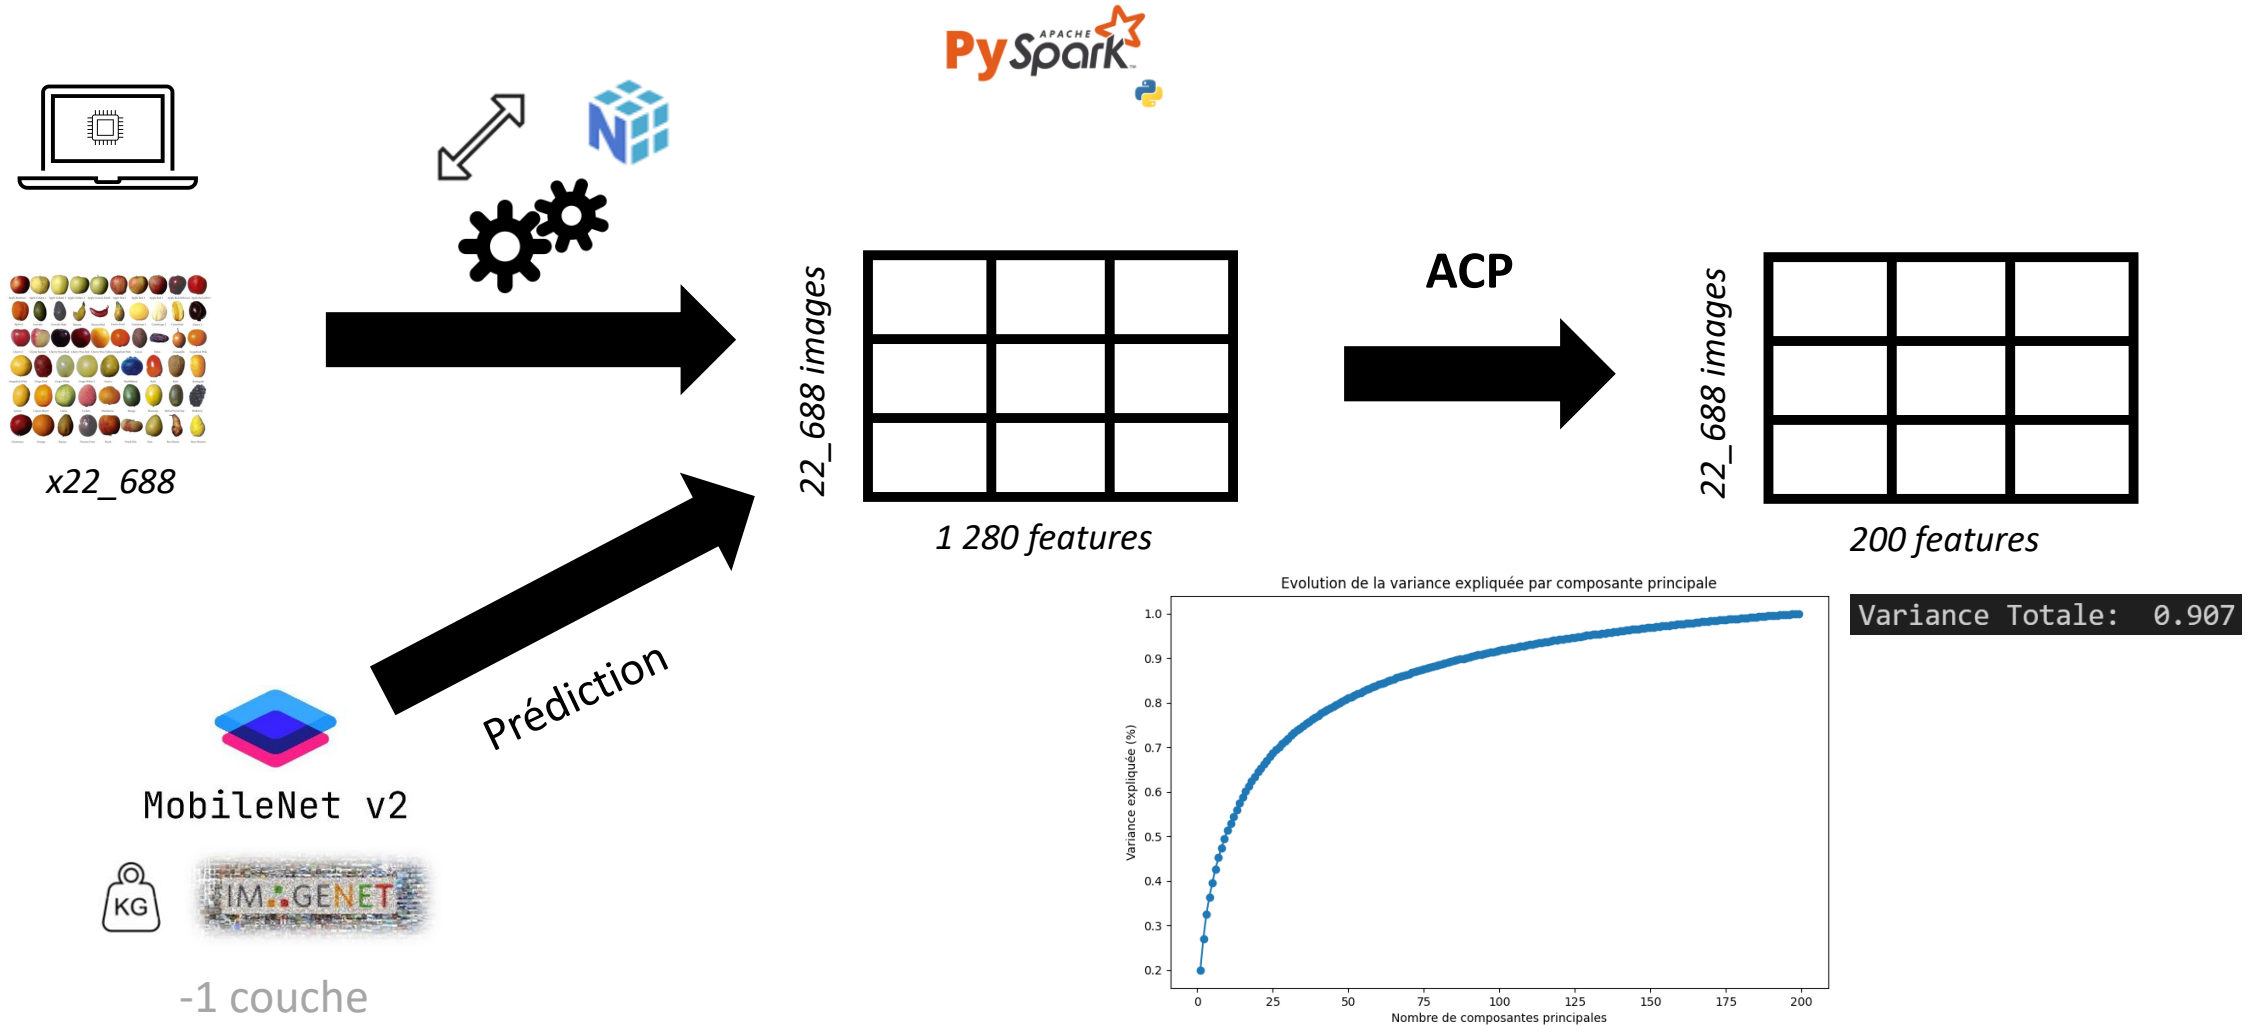 APACHE
PySpark
N
x22_688
22_688 images
1 280 features
ACP
22_688 images
200 features
Prédiction
MobileNet v2
KG
IMAGENET
-1 couche
Variance Totale: 0.907
Evolution de la variance expliquée par composante principale
Variance expliquée (%)
1.0
0.9
0.8
0.7
0.6
0.5
0.4
0.3
0.2
0 25 50 75 100 125 150 175 200
Nombre de composantes principales